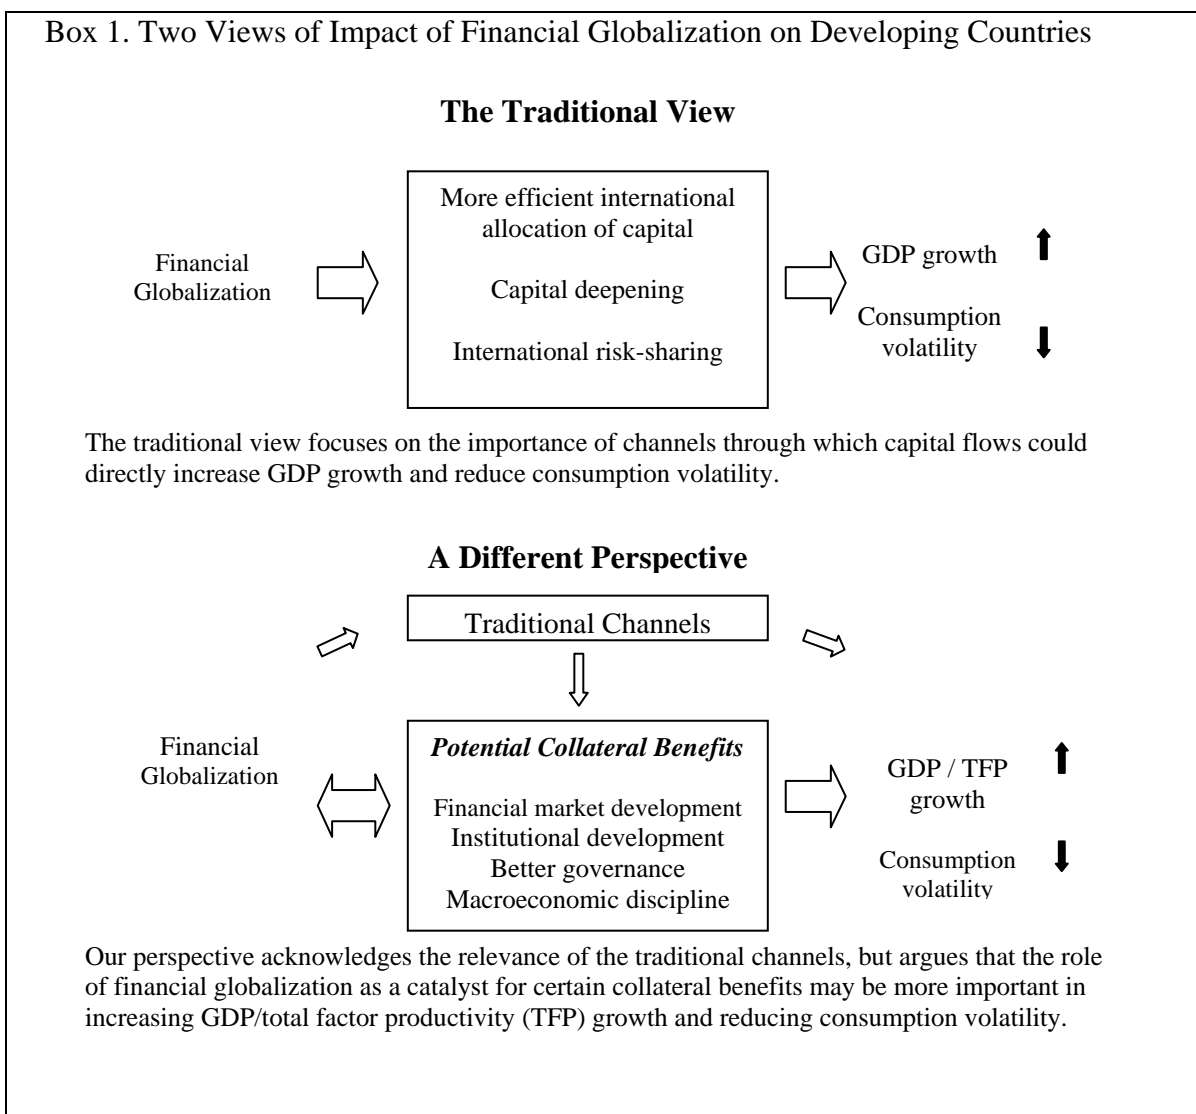 Box 1. Two Views of Impact of Financial Globalization on Developing Countries
The Traditional View
Financial
Globalization
More efficient international
allocation of capital
Capital deepening
International risk-sharing
GDP growth
Consumption
volatility
The traditional view focuses on the importance of channels through which capital flows could
directly increase GDP growth and reduce consumption volatility.
A Different Perspective
Traditional Channels
Financial
Globalization
Potential Collateral Benefits
Financial market development
Institutional development
Better governance
Macroeconomic discipline
GDP / TFP
growth
Consumption
volatility
Our perspective acknowledges the relevance of the traditional channels, but argues that the role
of financial globalization as a catalyst for certain collateral benefits may be more important in
increasing GDP/total factor productivity (TFP) growth and reducing consumption volatility.